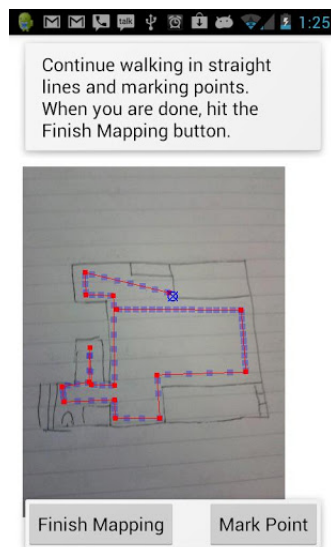 talk
1:25
Continue walking in straight
lines and marking points.
When you are done, hit the
Finish Mapping button.
Finish Mapping
Mark Point